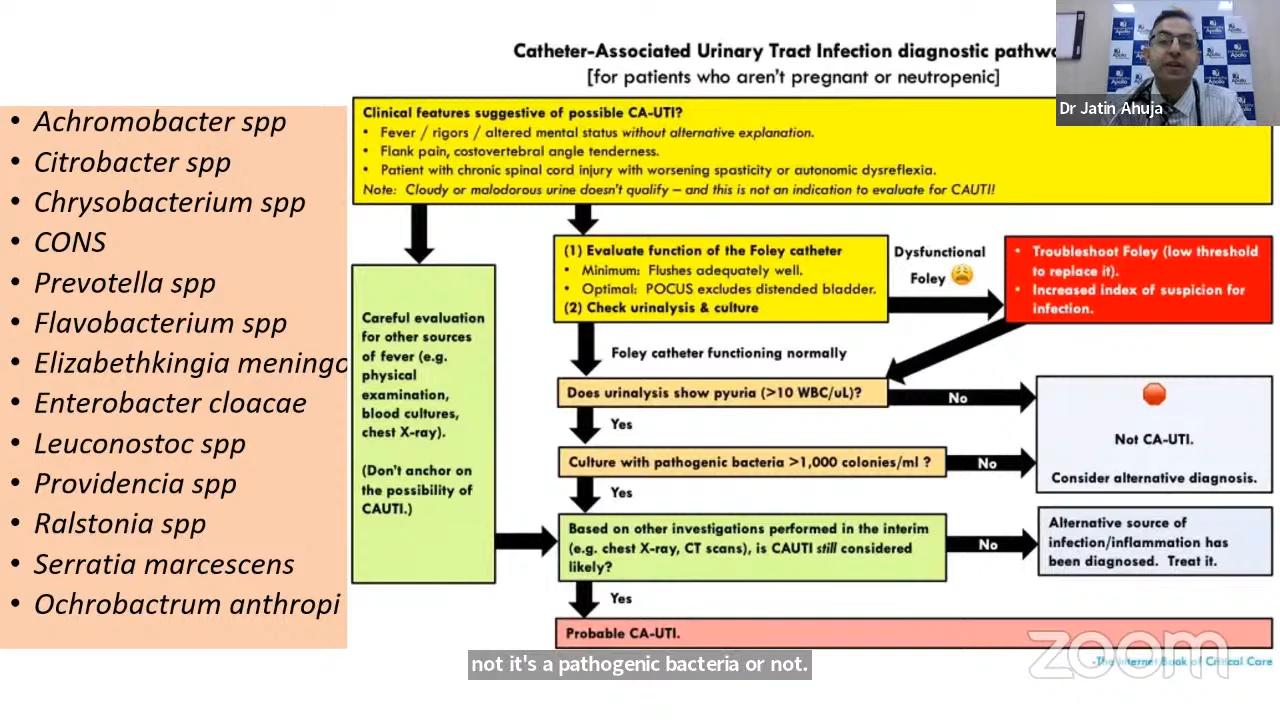 Catheter-Associated Urinary Tract Infection diagnostic
[for patients who aren't pregnant or neutropenic]
Dr Jatin Ahuja
• Achromobacter spp
• Citrobacter spp
• Chrysobacterium spp
• CONS
• Prevotella spp
• Flavobacterium spp
• Elizabethkingia meningo
• Enterobacter cloacae
• Leuconostoc spp
• Providencia spp
• Ralstonia spp
• Serratia marcescens
• Ochrobactrum anthropi
Clinical features suggestive of possible CA-UTI?
• Fever / rigors / altered mental status without alternative explanation.
• Flank pain, costovertebral angle tenderness.
• Patient with chronic spinal cord injury with worsening spasticity or autonomic dysreflexia.
Note: Cloudy or malodorous urine doesn't qualify – and this is not an indication to evaluate for CAUTI!
Careful evaluation
for other sources
of fever (e.g.
physical
examination,
blood cultures,
chest X-ray).
(Don't anchor on
the possibility of
CAUTI.)
(1) Evaluate function of the Foley catheter
• Minimum: Flushes adequately well.
• Optimal: POCUS excludes distended bladder.
(2) Check urinalysis & culture
Dysfunctional
Foley 😩
• Troubleshoot Foley (low threshold
to replace it).
• Increased index of suspicion for
infection.
Foley catheter functioning normally
Does urinalysis show pyuria (>10 WBC/uL)?
No
Yes
Culture with pathogenic bacteria >1,000 colonies/ml ?
No
Not CA-UTI.
Consider alternative diagnosis.
Yes
Based on other investigations performed in the interim
(e.g. chest X-ray, CT scans), is CAUTI still considered
likely?
No
Alternative source of
infection/inflammation has
been diagnosed. Treat it.
Yes
Probable CA-UTI.
zoom
-The Internet Book of Critical Care
not it's a pathogenic bacteria or not.